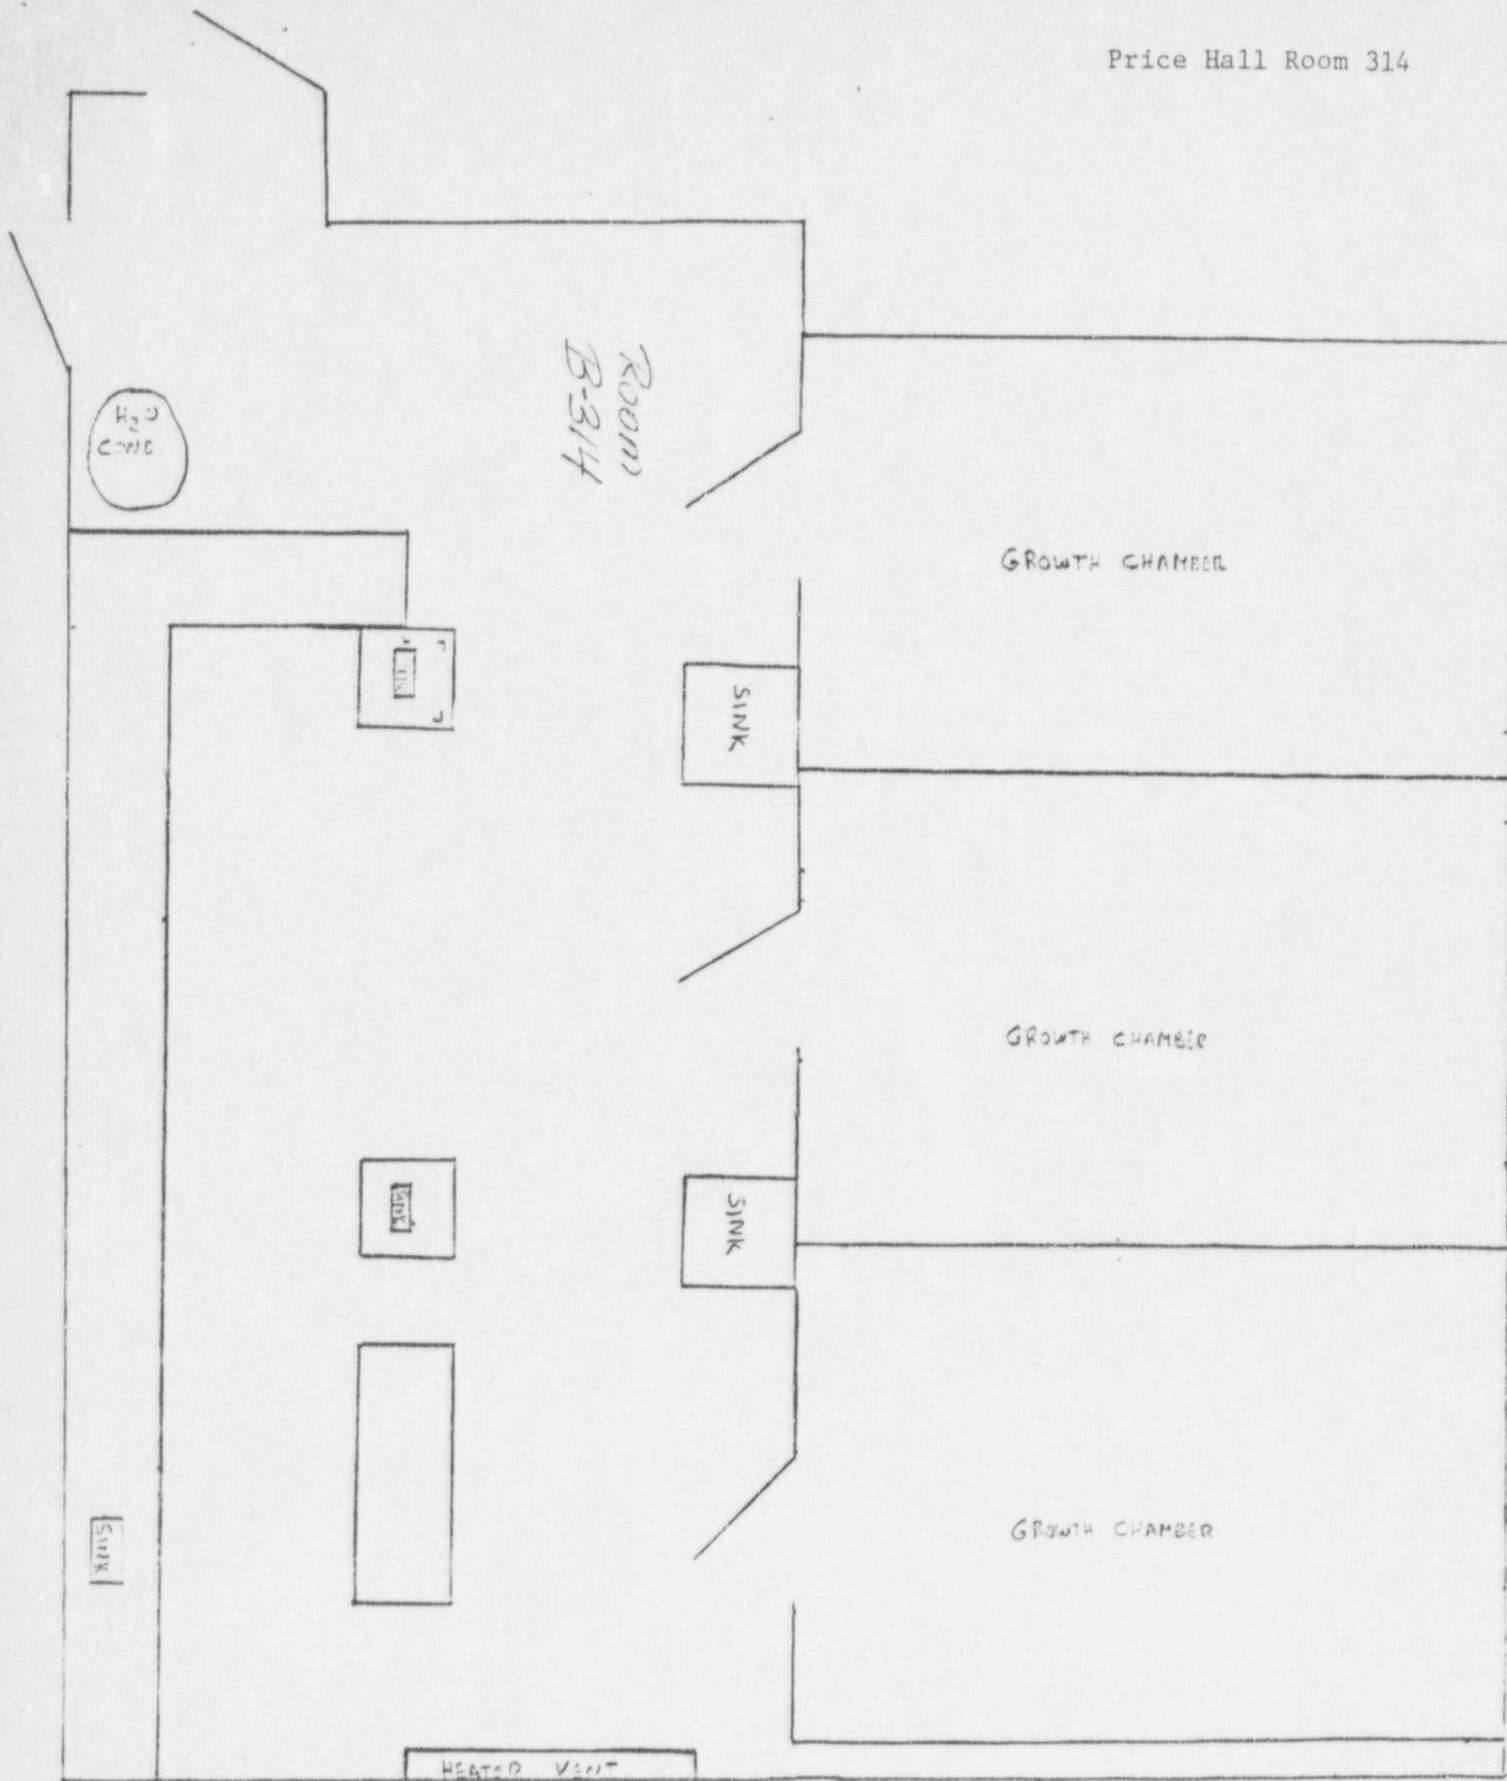 Price Hall Room 314
Room
B-314
H2O
COND
GROWTH CHAMBER
SINK
SINK
GROWTH CHAMBER
SINK
SINK
GROWTH CHAMBER
SINK
HEATER VENT